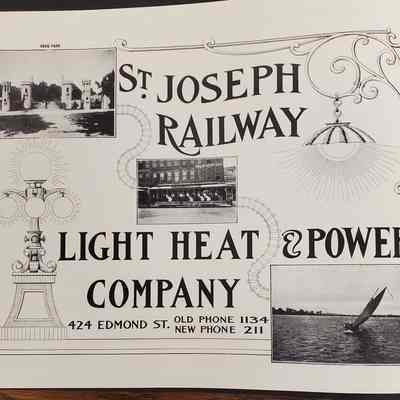 ST. JOSEPH
RAILWAY
LIGHT HEAT & POWER
COMPANY
424 EDMOND ST. OLD PHONE 1134
NEW PHONE 211